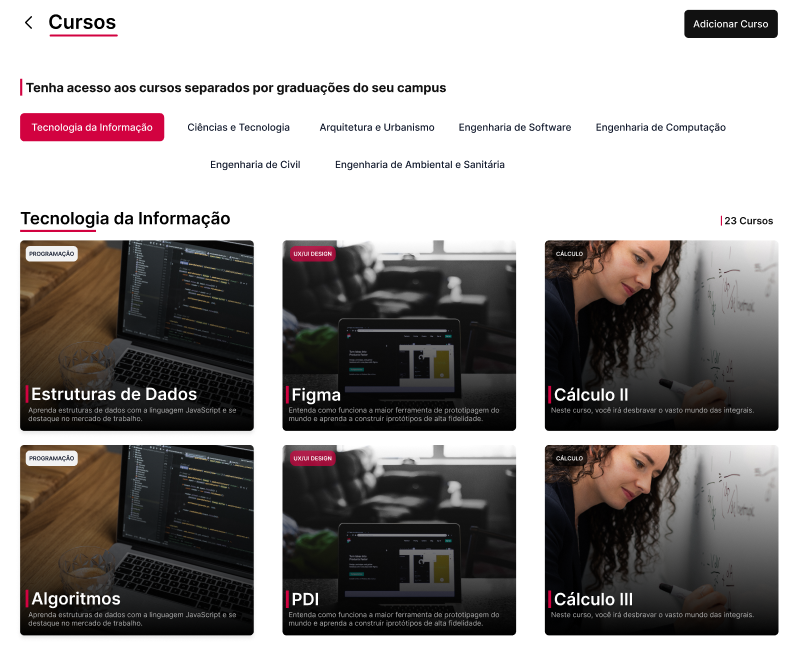 Cursos
Adicionar Curso
Tenha acesso aos cursos separados por graduações do seu campus
Tecnologia da Informação
Ciências e Tecnologia
Arquitetura e Urbanismo
Engenharia de Software
Engenharia de Computação
Engenharia de Civil
Engenharia de Ambiental e Sanitária
Tecnologia da Informação
23 Cursos
PROGRAMAÇÃO
Estruturas de Dados
Aprenda estruturas de dados com a linguagem JavaScript e se
destaque no mercado de trabalho.
UX/UI DESIGN
Figma
Entenda como funciona a maior ferramenta de prototipagem do
mundo e aprenda a construir iprotótipos de alta fidelidade.
CÁLCULO
Cálculo II
Neste curso, você irá desbravar o vasto mundo das integrais.
PROGRAMAÇÃO
Algoritmos
Aprenda estruturas de dados com a linguagem JavaScript e se
destaque no mercado de trabalho.
UX/UI DESIGN
PDI
Entenda como funciona a maior ferramenta de prototipagem do
mundo e aprenda a construir iprotótipos de alta fidelidade.
CÁLCULO
Cálculo III
Neste curso, você irá desbravar o vasto mundo das integrais.